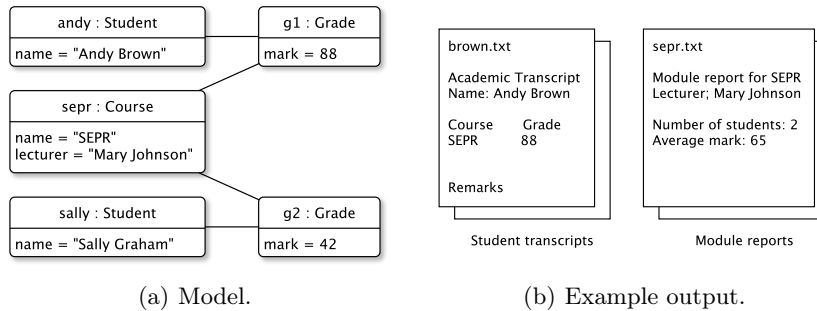 andy : Student
name = "Andy Brown"
g1 : Grade
mark = 88
sepr : Course
name = "SEPR"
lecturer = "Mary Johnson"
sally : Student
name = "Sally Graham"
g2 : Grade
mark = 42
(a) Model.
brown.txt
Academic Transcript
Name: Andy Brown
Course Grade
SEPR 88
Remarks
Student transcripts
sepr.txt
Module report for SEPR
Lecturer; Mary Johnson
Number of students: 2
Average mark: 65
Module reports
(b) Example output.